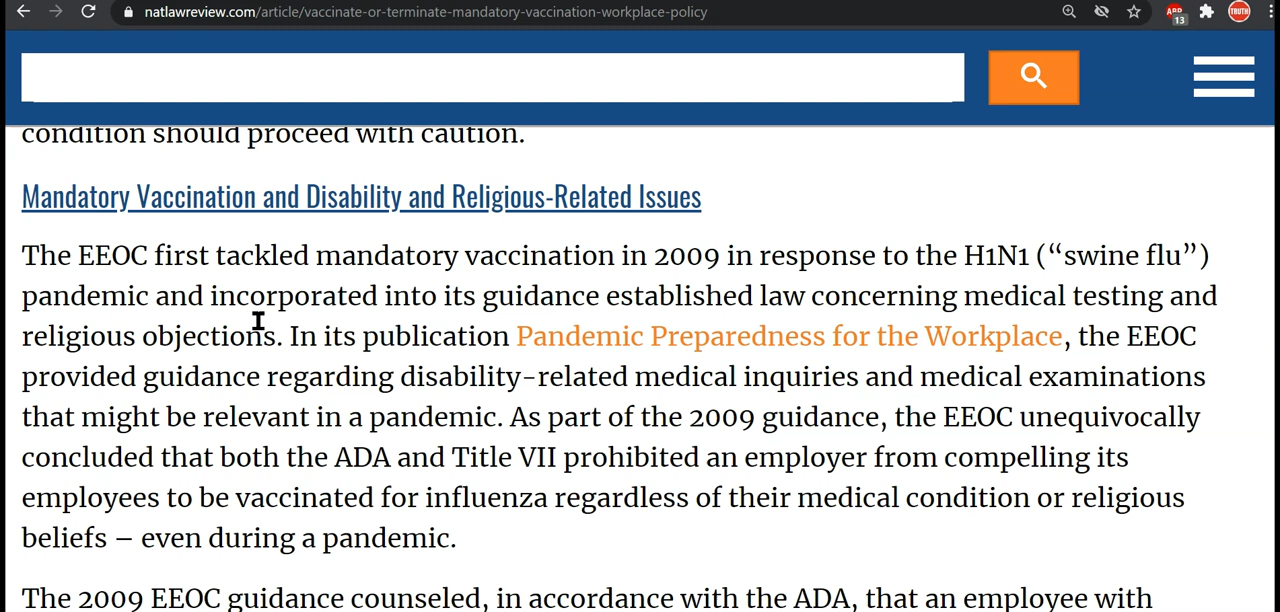 natlawreview.com/article/vaccinate-or-terminate-mandatory-vaccination-workplace-policy
ABP
13
TRUTH
condition should proceed with caution.
Mandatory Vaccination and Disability and Religious-Related Issues
The EEOC first tackled mandatory vaccination in 2009 in response to the H1N1 (“swine flu”)
pandemic and incorporated into its guidance established law concerning medical testing and
religious objections. In its publication Pandemic Preparedness for the Workplace, the EEOC
provided guidance regarding disability-related medical inquiries and medical examinations
that might be relevant in a pandemic. As part of the 2009 guidance, the EEOC unequivocally
concluded that both the ADA and Title VII prohibited an employer from compelling its
employees to be vaccinated for influenza regardless of their medical condition or religious
beliefs – even during a pandemic.
The 2009 EEOC guidance counseled, in accordance with the ADA, that an employee with